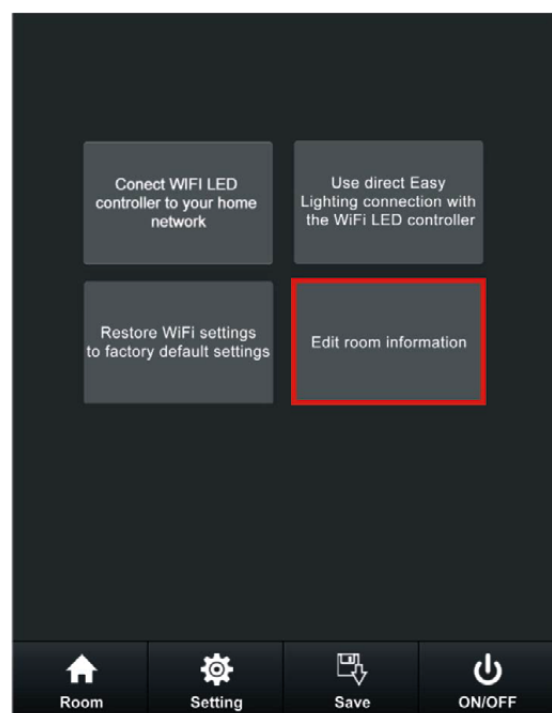 Conect WIFI LED
controller to your home
network
Use direct Easy
Lighting connection with
the WiFi LED controller
Restore WiFi settings
to factory default settings
Edit room information
Room
Setting
Save
ON/OFF